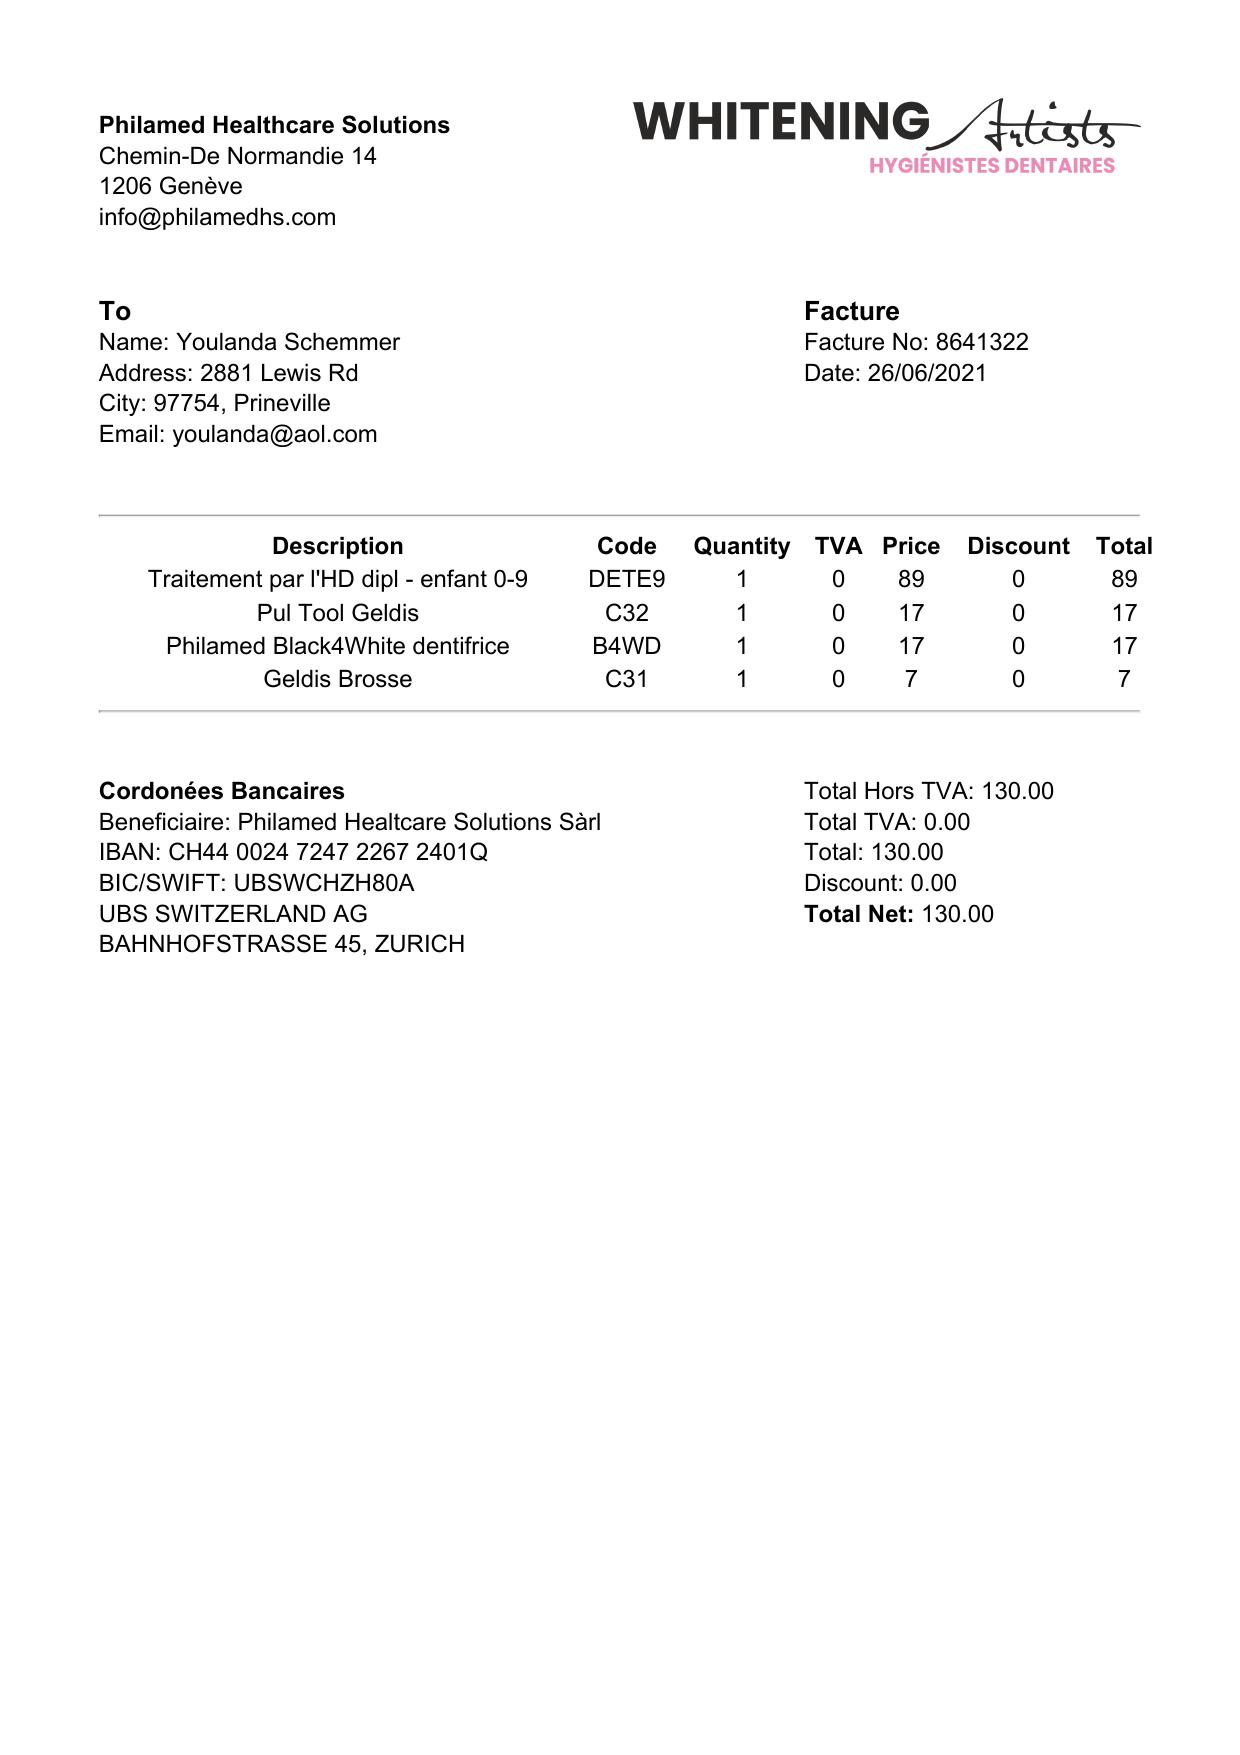 Philamed Healthcare Solutions
Chemin-De Normandie 14
1206 Genève
info@philamedhs.com
WHITENING Artists
HYGIÉNISTES DENTAIRES
To
Name: Youlanda Schemmer
Address: 2881 Lewis Rd
City: 97754, Prineville
Email: youlanda@aol.com
Facture
Facture No: 8641322
Date: 26/06/2021
Description Code Quantity TVA Price Discount Total
Traitement par l'HD dipl - enfant 0-9 DETE9 1 0 89 0 89
Pul Tool Geldis C32 1 0 17 0 17
Philamed Black4White dentifrice B4WD 1 0 17 0 17
Geldis Brosse C31 1 0 7 0 7
Cordonées Bancaires
Beneficiaire: Philamed Healtcare Solutions Sàrl
IBAN: CH44 0024 7247 2267 2401Q
BIC/SWIFT: UBSWCHZH80A
UBS SWITZERLAND AG
BAHNHOFSTRASSE 45, ZURICH
Total Hors TVA: 130.00
Total TVA: 0.00
Total: 130.00
Discount: 0.00
Total Net: 130.00